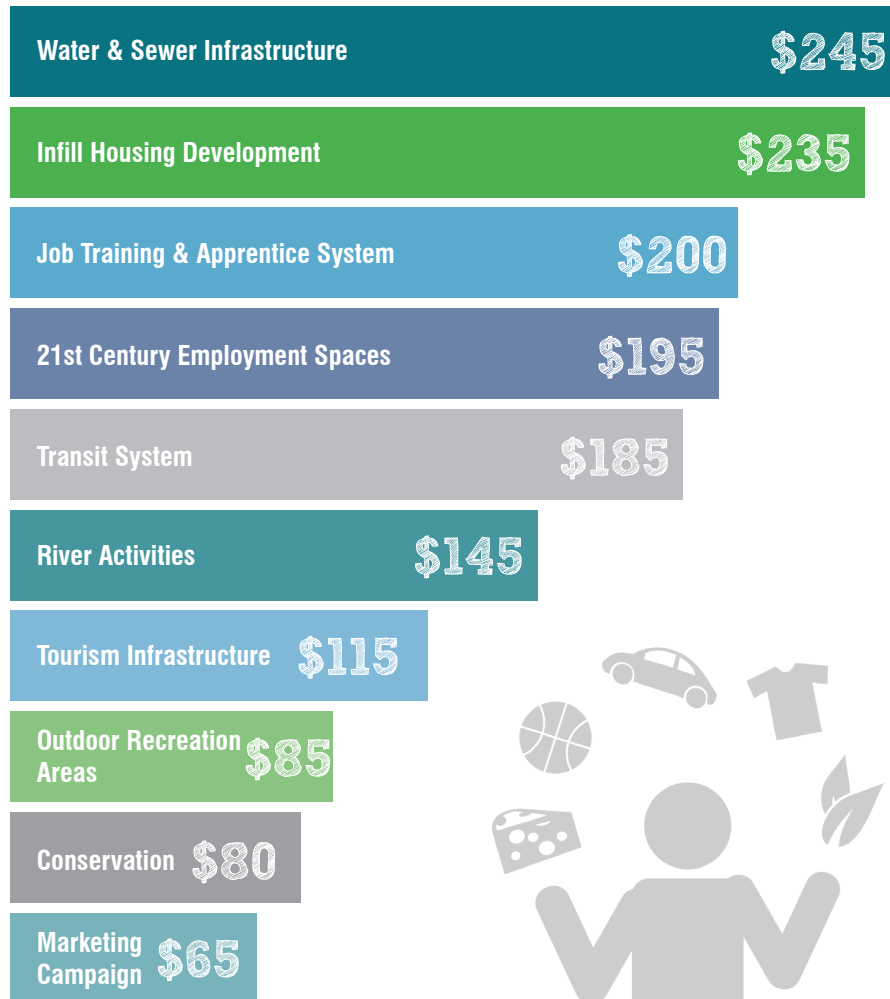 Water & Sewer Infrastructure $245
Infill Housing Development $235
Job Training & Apprentice System $200
21st Century Employment Spaces $195
Transit System $185
River Activities $145
Tourism Infrastructure $115
Outdoor Recreation
Areas $85
Conservation $80
Marketing
Campaign $65